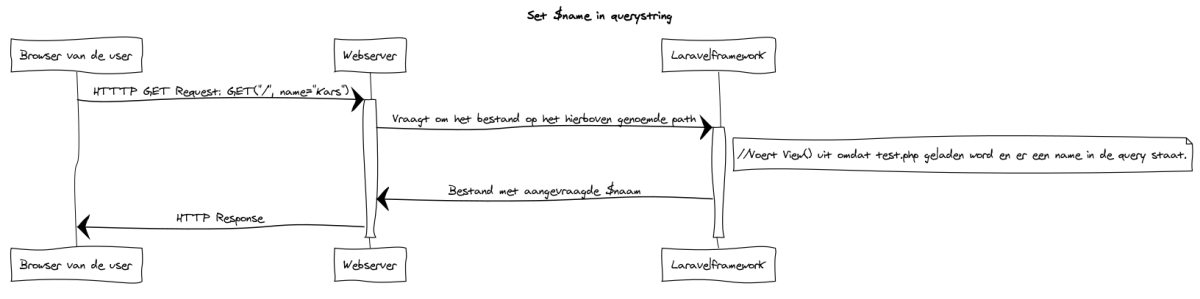 Set $name in querystring
Browser van de user
Webserver
Laravelframework
HTTTP GET Request: GET("/", name="Kars")
Vraagt om het bestand op het hierboven genoemde path
//Voert View() uit omdat test.php geladen word en er een name in de query staat.
Bestand met aangevraagde $naam
HTTP Response
Browser van de user
Webserver
Laravelframework